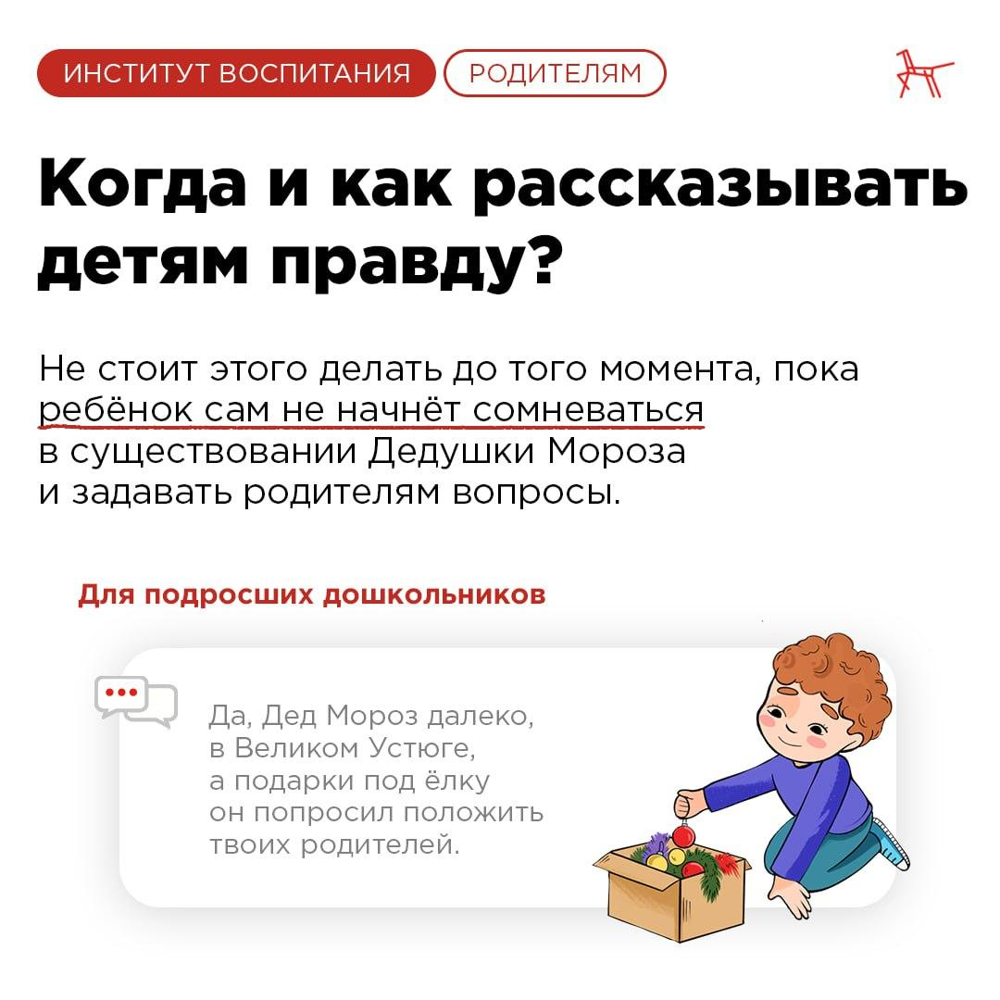 ИНСТИТУТ ВОСПИТАНИЯ
РОДИТЕЛЯМ
Когда и как рассказывать
детям правду?
Не стоит этого делать до того момента, пока
ребёнок сам не начнёт сомневаться
в существовании Дедушки Мороза
и задавать родителям вопросы.
Для подросших дошкольников
Да, Дед Мороз далеко,
в Великом Устюге,
а подарки под ёлку
он попросил положить
твоих родителей.